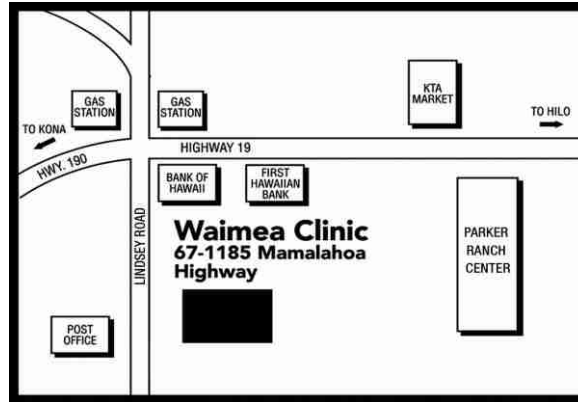 GAS
STATION
GAS
STATION
KTA
MARKET
TO KONA
TO HILO
HIGHWAY 19
HWY. 190
BANK OF
HAWAII
FIRST
HAWAIIAN
BANK
LINDSEY ROAD
Waimea Clinic
67-1185 Mamalahoa
Highway
PARKER
RANCH
CENTER
POST
OFFICE